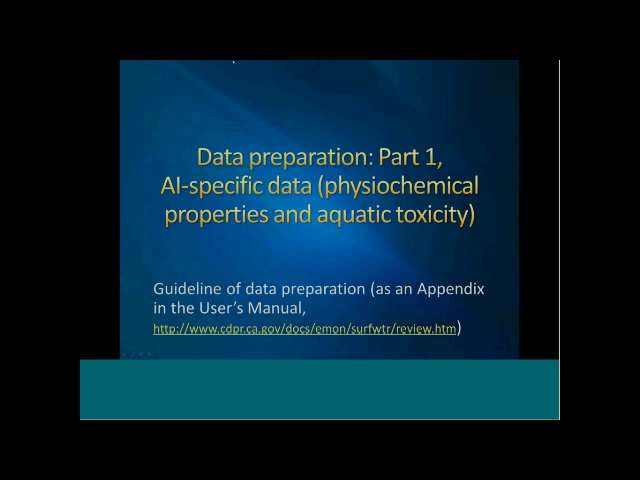 Data preparation: Part 1,
AI-specific data (physiochemical
properties and aquatic toxicity)
Guideline of data preparation (as an Appendix
in the User's Manual,
http://www.cdpr.ca.gov/docs/emon/surfwtr/review.htm)